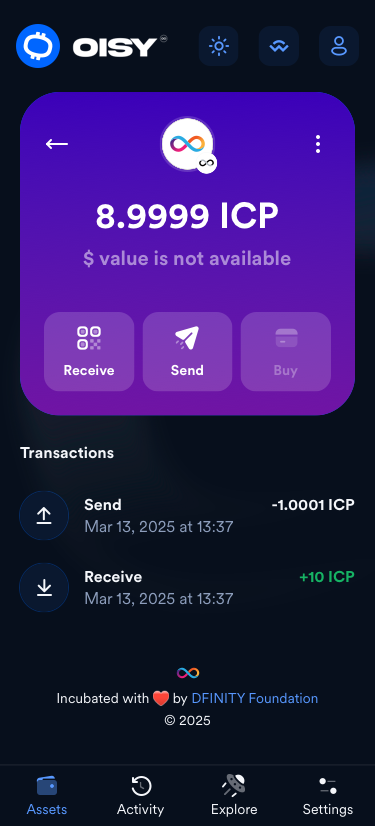 OISY
8.9999 ICP
$ value is not available
Receive
Send
Buy
Transactions
Send
-1.0001 ICP
Mar 13, 2025 at 13:37
Receive
+10 ICP
Mar 13, 2025 at 13:37
Incubated with ❤️ by DFINITY Foundation
© 2025
Assets
Activity
Explore
Settings